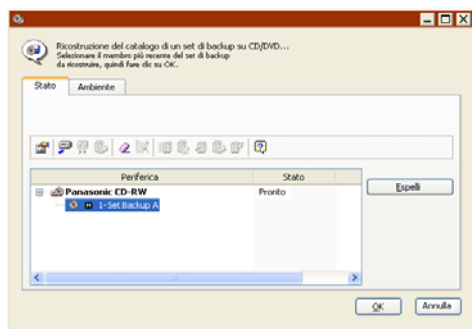 Ricostruzione del catalogo di un set di backup su CD/DVD...
Selezionare il membro più recente del set di backup
da ricostruire, quindi fare clic su OK.
Stato Ambiente
Periferica Stato
Panasonic CD-RW Pronto
1-Set Backup A
Espelli
OK Annulla